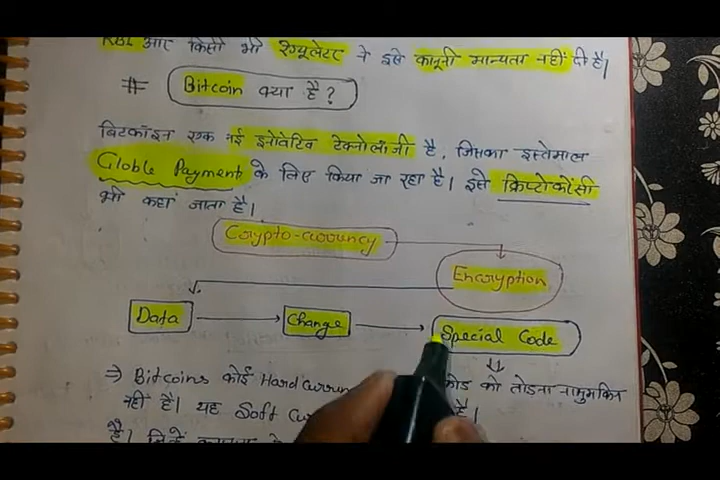 RBI और किसी भी रेग्यूलेटर ने इसे कानूनी मान्यता नहीं दी है।
# Bitcoin क्या है?
बिटकॉइन एक नई इनोवेटिव टेक्नोलॉजी है, जिसका इस्तेमाल
Globle Payment के लिए किया जा रहा है। इसे क्रिप्टोकरेंसी
भी कहां जाता है।
Crypto-currency
Encryption
Data Change Special Code
⇒ Bitcoins कोई Hard कोड को तोड़ना नामुमकिन
नहीं है। यह Soft है।
है।